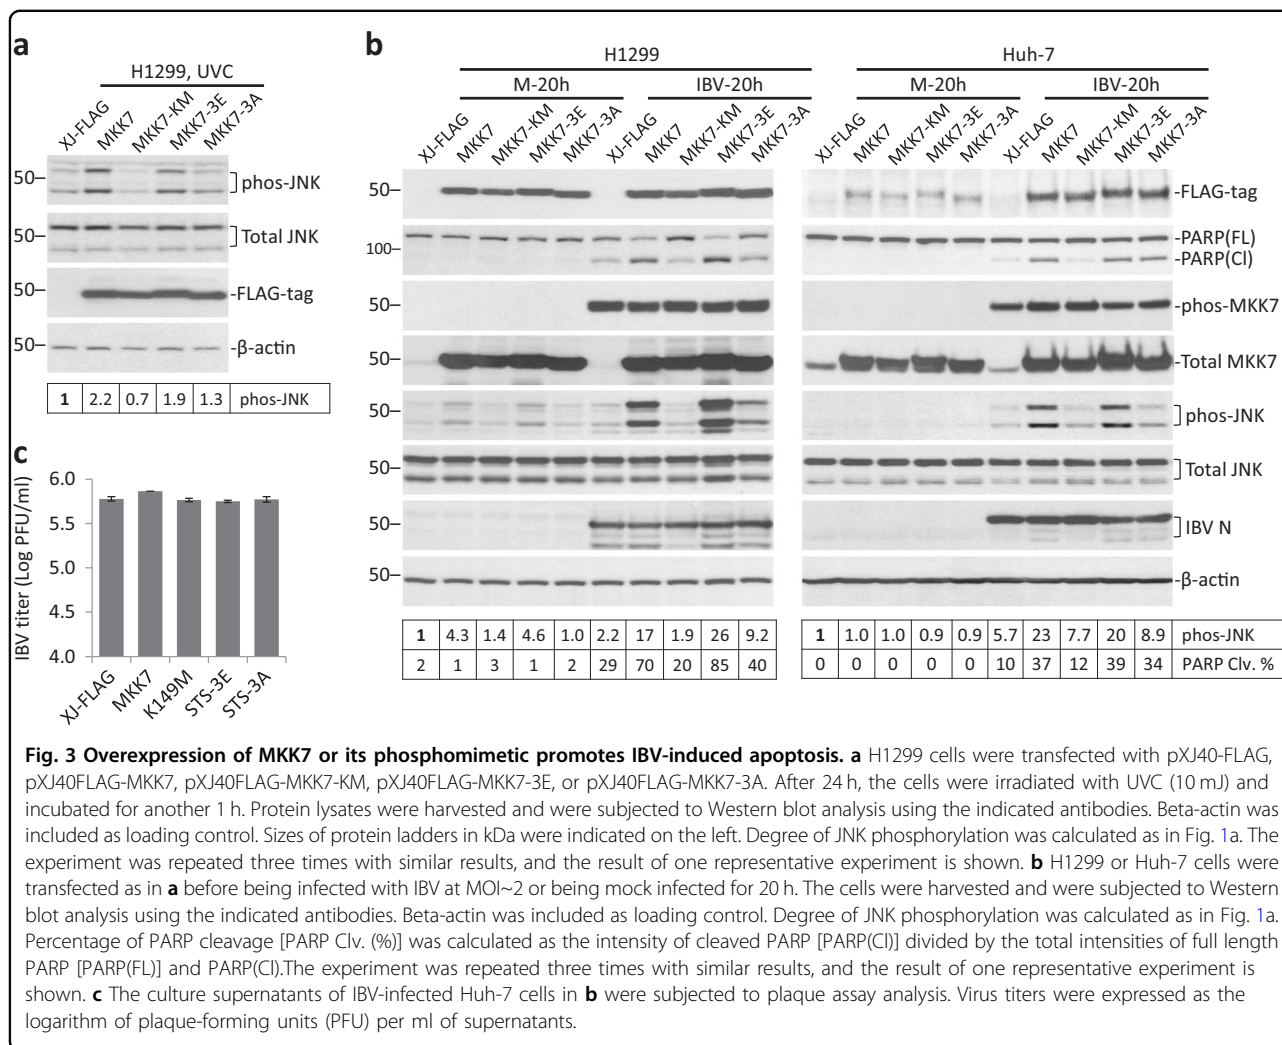 a
H1299, UVC
XJ-FLAG
MKK7
MKK7-KM
MKK7-3E
MKK7-3A
50
phos-JNK
50
Total JNK
50
-FLAG-tag
50
-β-actin
1 2.2 0.7 1.9 1.3 phos-JNK
b
H1299
Huh-7
M-20h
IBV-20h
M-20h
IBV-20h
XJ-FLAG
MKK7
MKK7-KM
MKK7-3E
MKK7-3A
XJ-FLAG
MKK7
MKK7-KM
MKK7-3E
MKK7-3A
XJ-FLAG
MKK7
MKK7-KM
MKK7-3E
MKK7-3A
XJ-FLAG
MKK7
MKK7-KM
MKK7-3E
MKK7-3A
50
-FLAG-tag
100
-PARP(FL)
-PARP(Cl)
50
-phos-MKK7
50
-Total MKK7
50
phos-JNK
50
Total JNK
50
IBV N
50
-β-actin
1 4.3 1.4 4.6 1.0 2.2 17 1.9 26 9.2
1 1.0 1.0 0.9 0.9 5.7 23 7.7 20 8.9 phos-JNK
2 1 3 1 2 29 70 20 85 40
0 0 0 0 0 10 37 12 39 34 PARP Clv. %
c
IBV titer (Log PFU/ml)
6.0
5.5
5.0
4.5
4.0
XJ-FLAG
MKK7
K149M
STS-3E
STS-3A
Fig. 3 Overexpression of MKK7 or its phosphomimetic promotes IBV-induced apoptosis. a H1299 cells were transfected with pXJ40-FLAG,
pXJ40FLAG-MKK7, pXJ40FLAG-MKK7-KM, pXJ40FLAG-MKK7-3E, or pXJ40FLAG-MKK7-3A. After 24 h, the cells were irradiated with UVC (10 mJ) and
incubated for another 1 h. Protein lysates were harvested and were subjected to Western blot analysis using the indicated antibodies. Beta-actin was
included as loading control. Sizes of protein ladders in kDa were indicated on the left. Degree of JNK phosphorylation was calculated as in Fig. 1a. The
experiment was repeated three times with similar results, and the result of one representative experiment is shown. b H1299 or Huh-7 cells were
transfected as in a before being infected with IBV at MOI~2 or being mock infected for 20 h. The cells were harvested and were subjected to Western
blot analysis using the indicated antibodies. Beta-actin was included as loading control. Degree of JNK phosphorylation was calculated as in Fig. 1a.
Percentage of PARP cleavage [PARP Clv. (%)] was calculated as the intensity of cleaved PARP [PARP(Cl)] divided by the total intensities of full length
PARP [PARP(FL)] and PARP(Cl).The experiment was repeated three times with similar results, and the result of one representative experiment is
shown. c The culture supernatants of IBV-infected Huh-7 cells in b were subjected to plaque assay analysis. Virus titers were expressed as the
logarithm of plaque-forming units (PFU) per ml of supernatants.